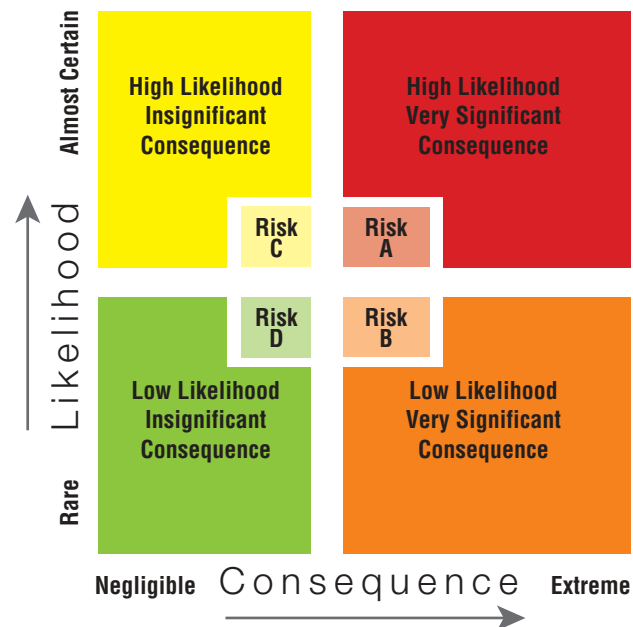 Almost Certain
High Likelihood
Insignificant
Consequence
High Likelihood
Very Significant
Consequence
Risk
C
Risk
A
Likelihood
Risk
D
Risk
B
Low Likelihood
Insignificant
Consequence
Low Likelihood
Very Significant
Consequence
Rare
Negligible
Consequence
Extreme